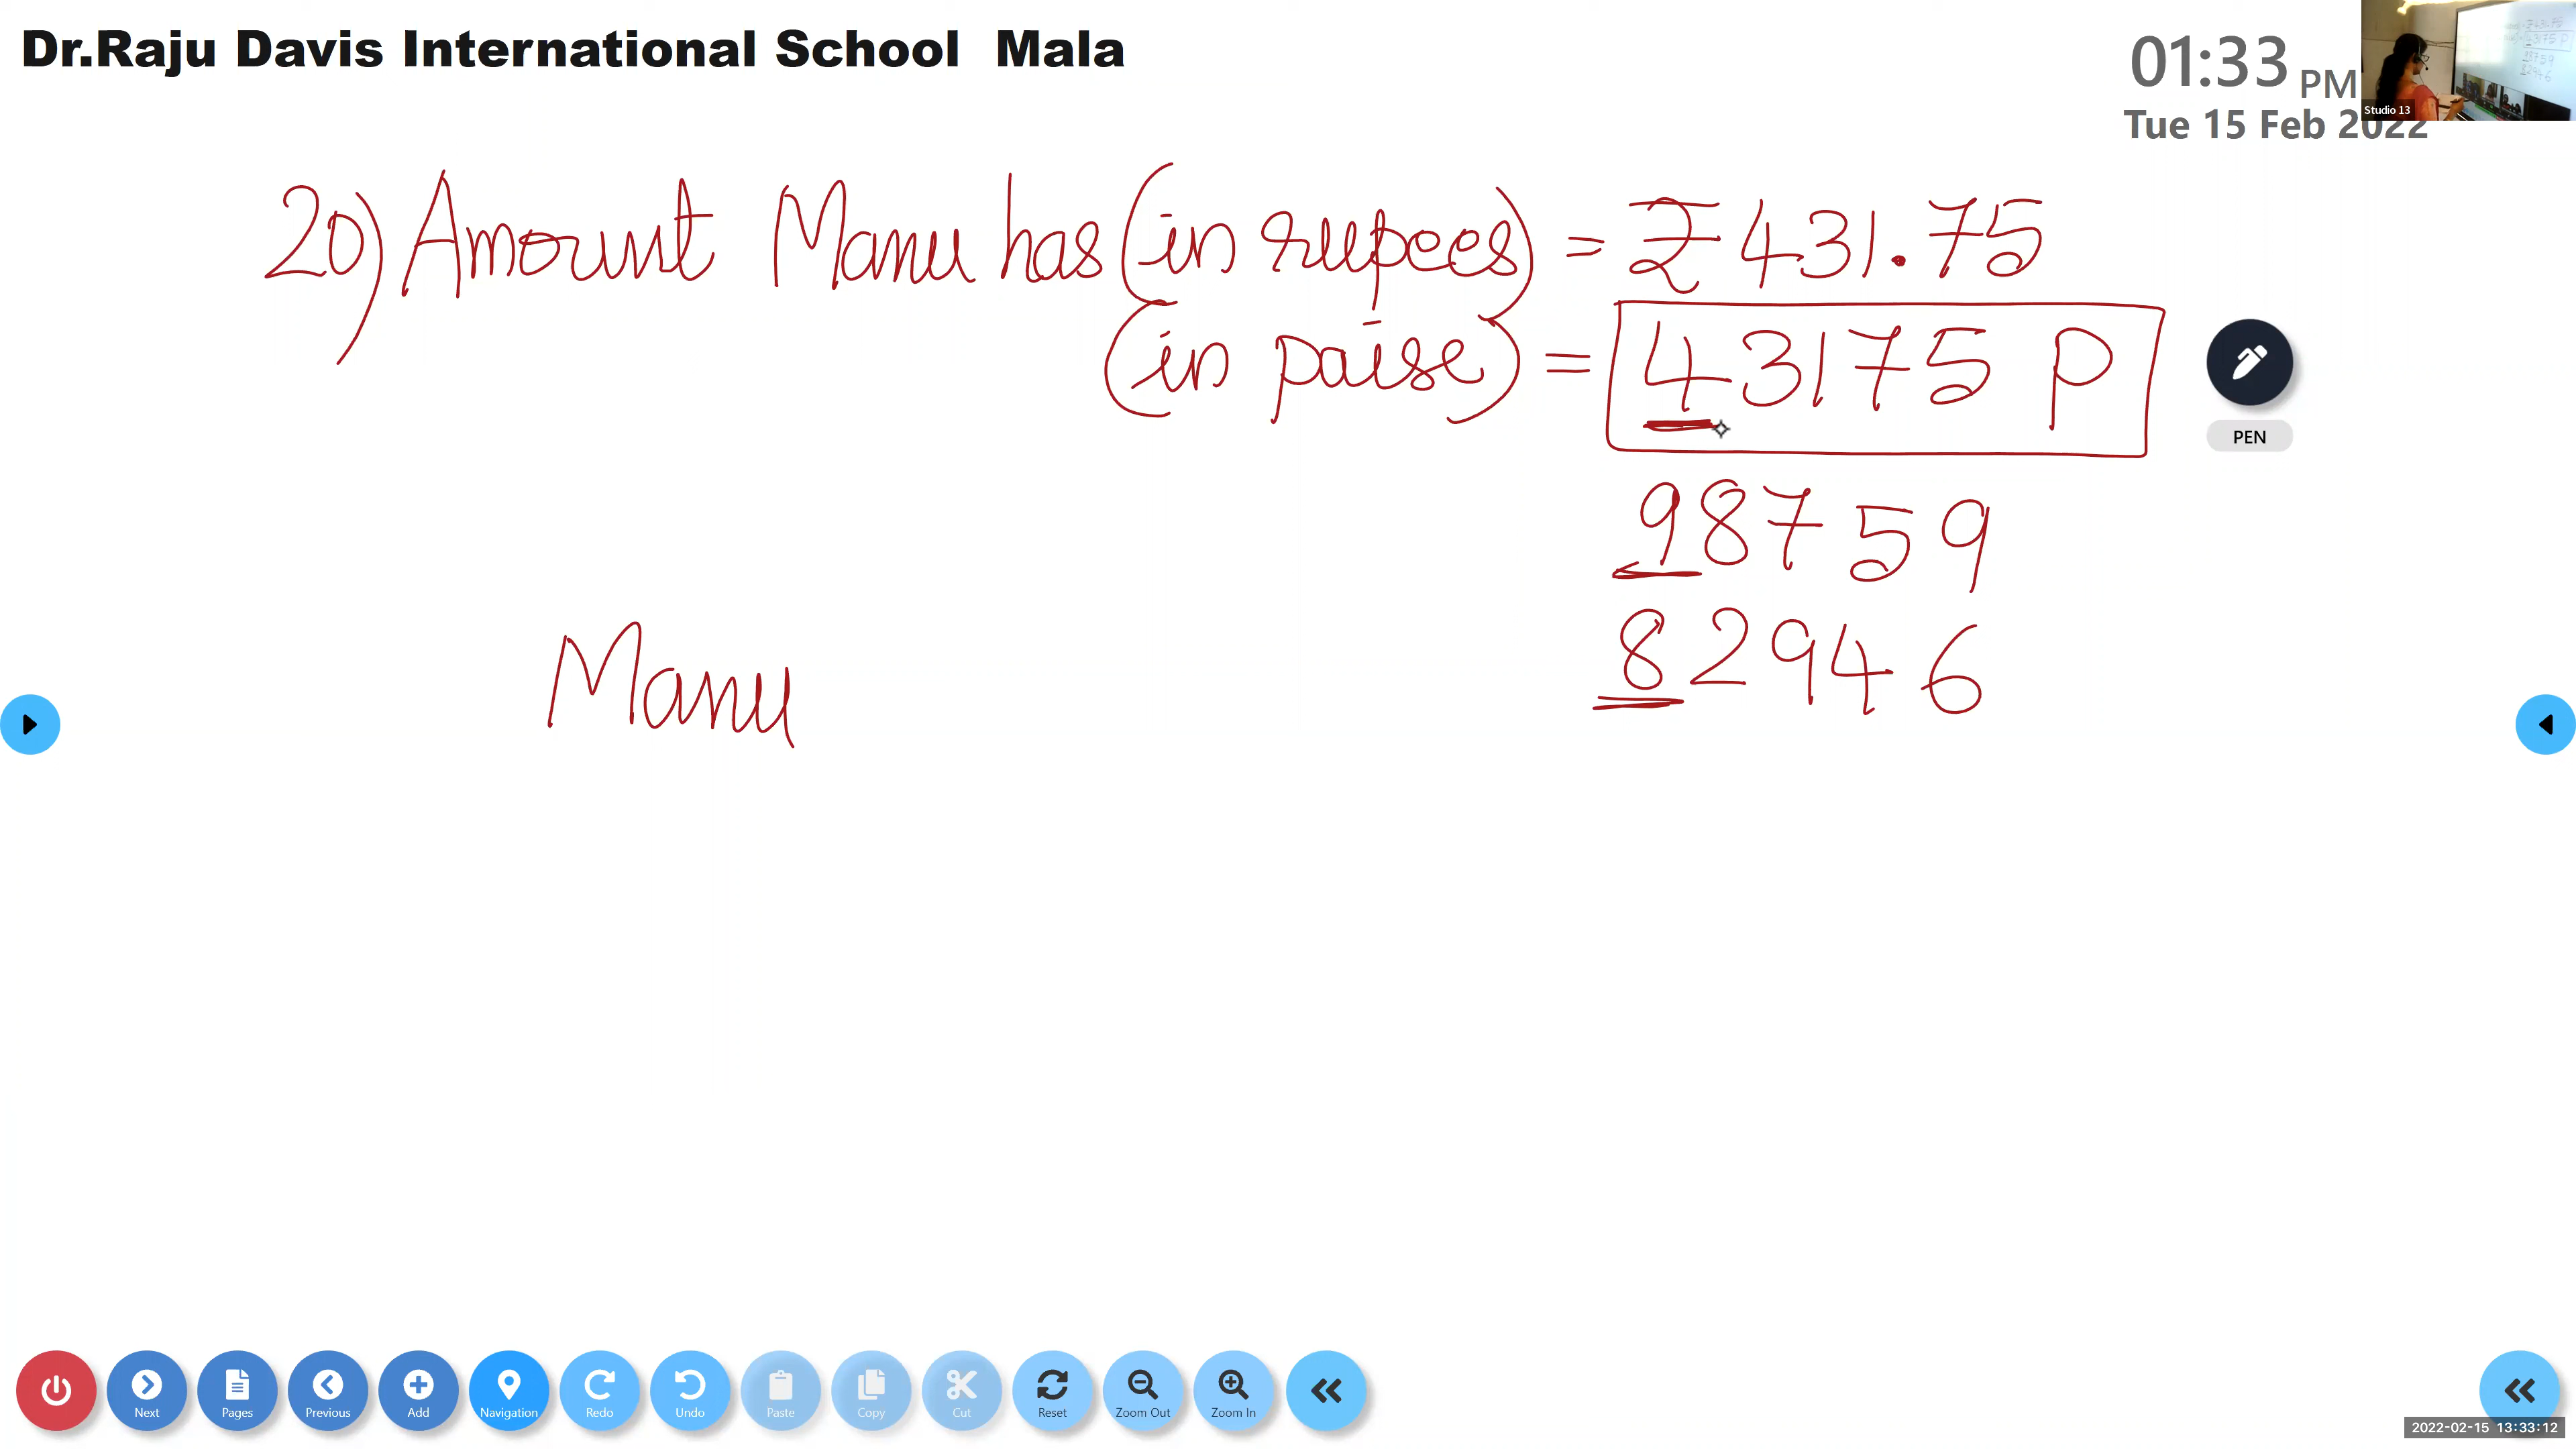 Dr.Raju Davis International School Mala
01:33 PM
Tue 15 Feb 2022
Studio 13
20) Amount Manu has (in rupees) = ₹431.75
(in paise) = 43175 P
PEN
98759
82946
Manu
Next Pages Previous Add Navigation Redo Undo Paste Copy Cut Reset Zoom Out Zoom In
2022-02-15 13:33:12